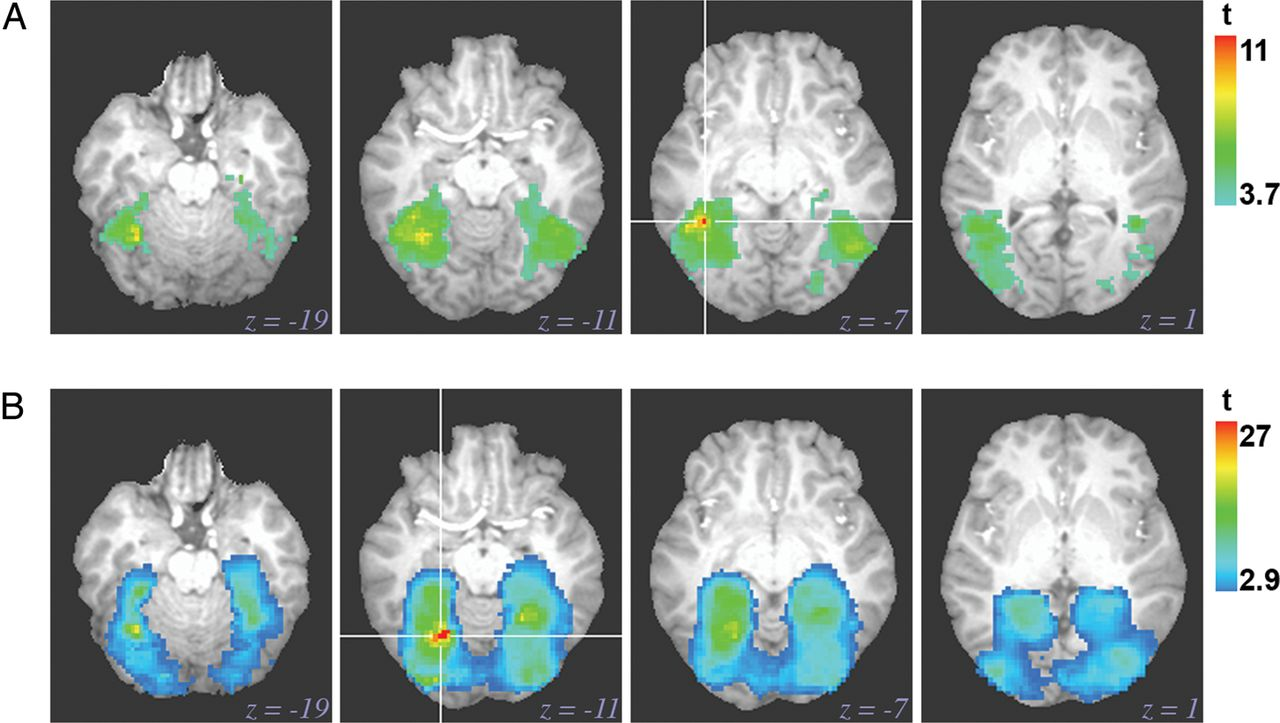 A
t
11
3.7
z = -19
z = -11
z = -7
z = 1
B
t
27
2.9
z = -19
z = -11
z = -7
z = 1